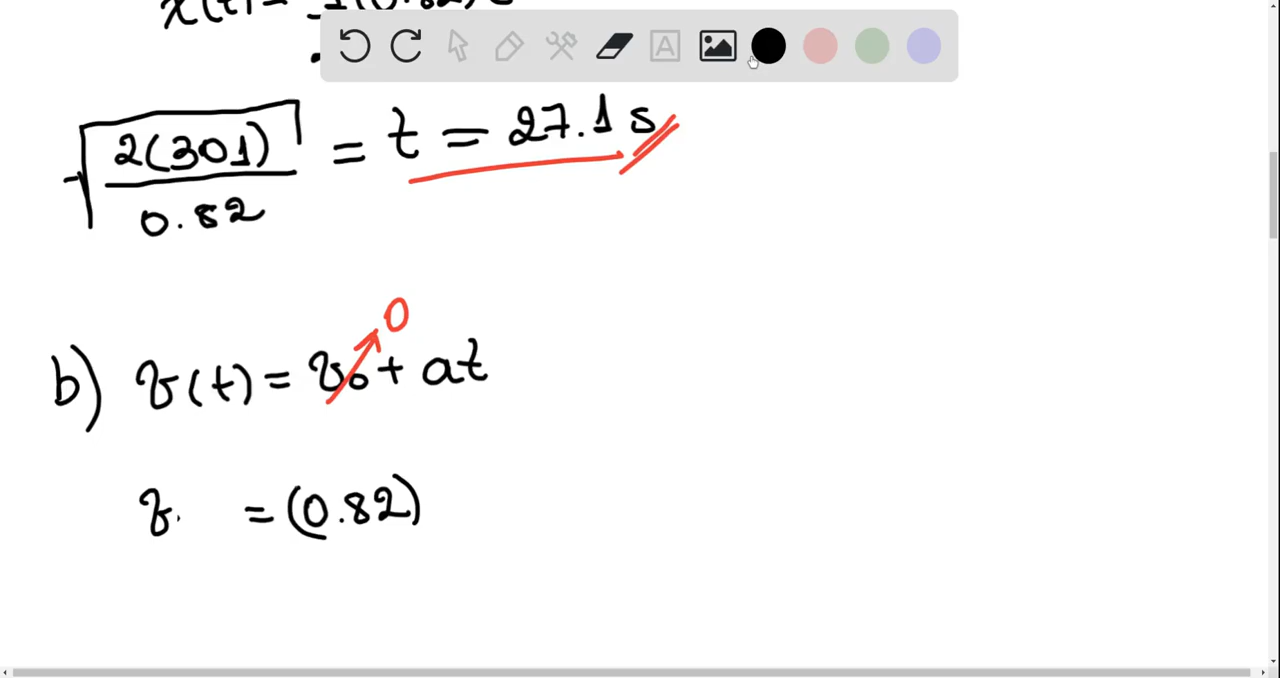 x(t) =
A
√(2(301)/0.82) = t = 27.1 s
0
b) v(t) = v₀ + at
v = (0.82)